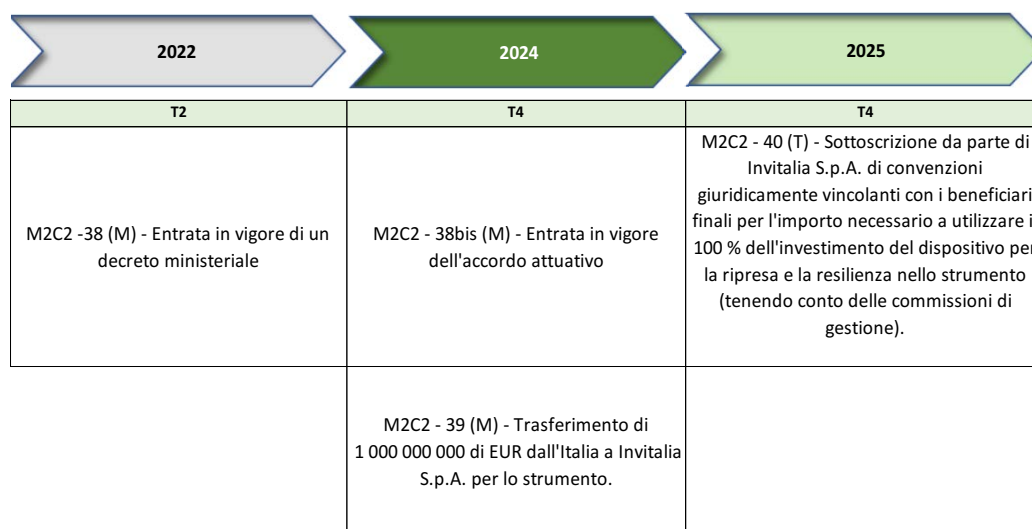 2022
2024
2025
T2
T4
T4
M2C2 -38 (M) - Entrata in vigore di un
decreto ministeriale
M2C2 - 38bis (M) - Entrata in vigore
dell'accordo attuativo
M2C2 - 40 (T) - Sottoscrizione da parte di
Invitalia S.p.A. di convenzioni
giuridicamente vincolanti con i beneficiari
finali per l'importo necessario a utilizzare i
100 % dell'investimento del dispositivo per
la ripresa e la resilienza nello strumento
(tenendo conto delle commissioni di
gestione).
M2C2 - 39 (M) - Trasferimento di
1 000 000 000 di EUR dall'Italia a Invitalia
S.p.A. per lo strumento.